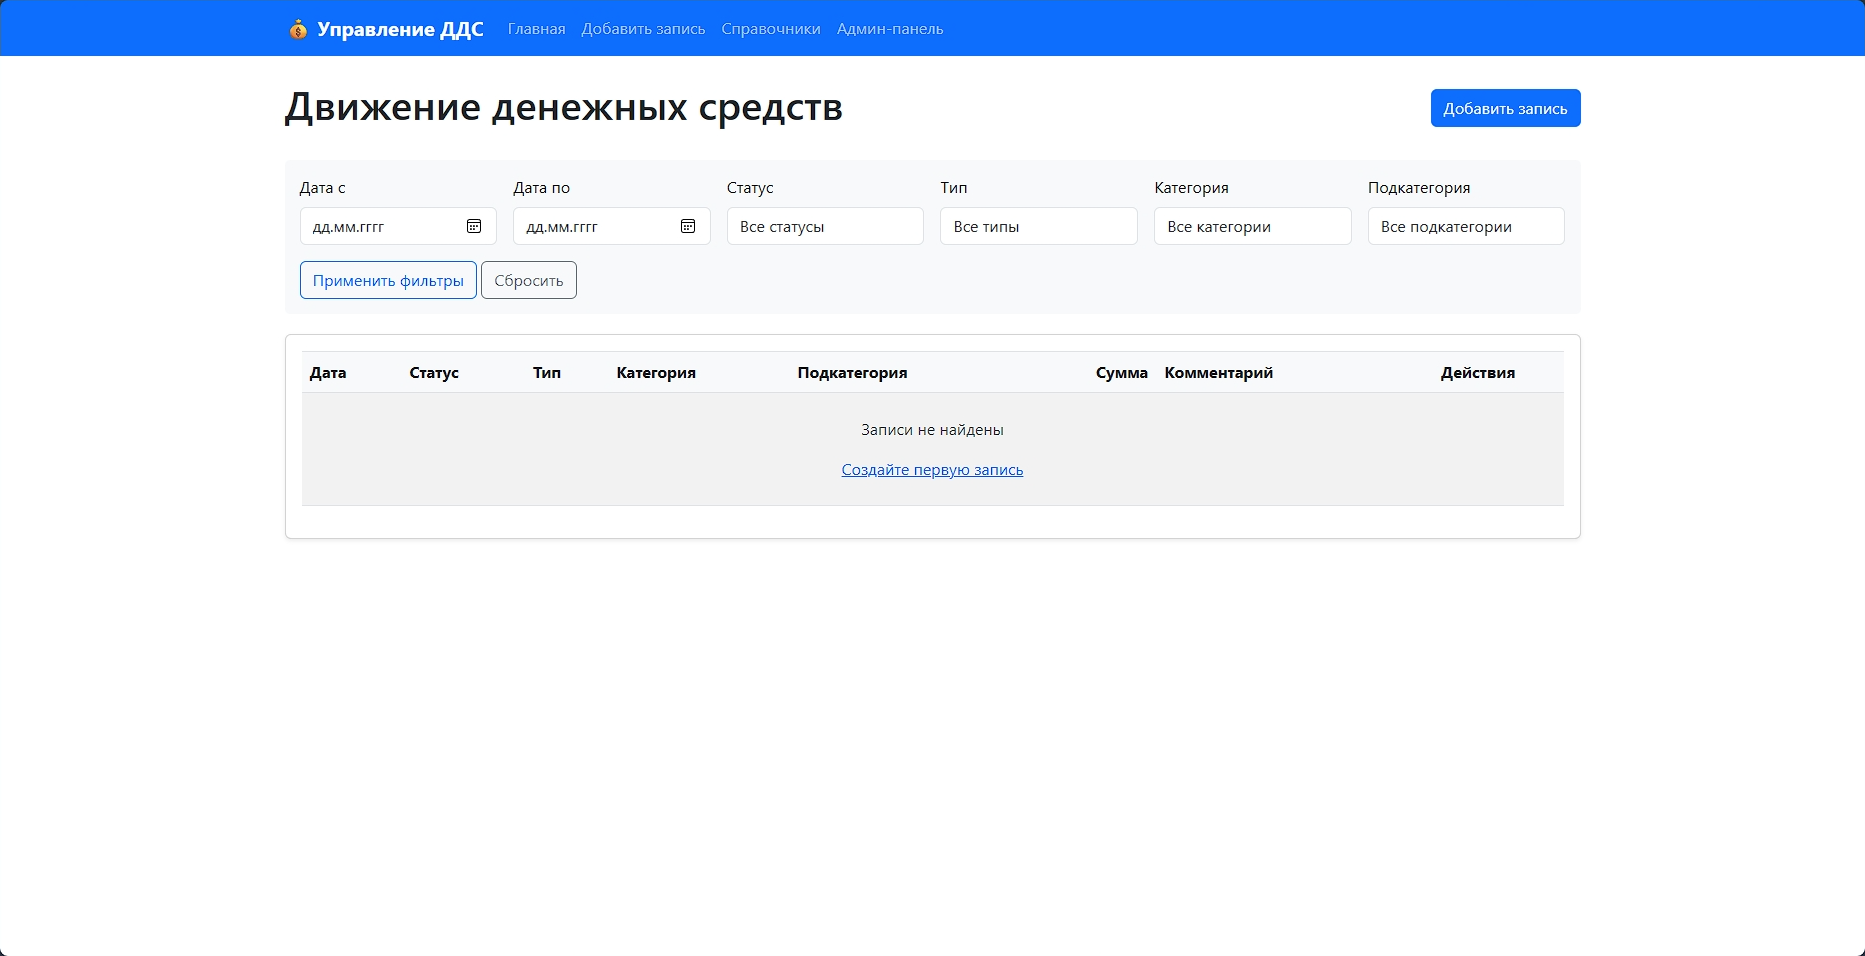 Управление ДДС Главная Добавить запись Справочники Админ-панель
Движение денежных средств Добавить запись
Дата с Дата по Статус Тип Категория Подкатегория
дд.мм.гггг дд.мм.гггг Все статусы Все типы Все категории Все подкатегории
Применить фильтры Сбросить
Дата Статус Тип Категория Подкатегория Сумма Комментарий Действия
Записи не найдены
Создайте первую запись